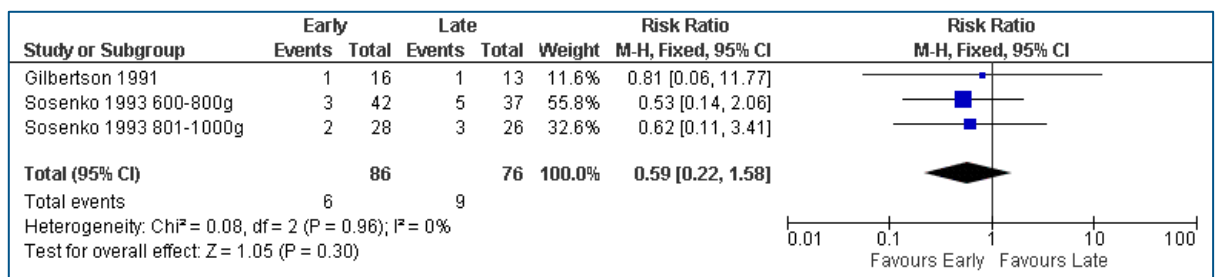 Early Late Risk Ratio Risk Ratio
Study or Subgroup Events Total Events Total Weight M-H, Fixed, 95% CI M-H, Fixed, 95% CI
Gilbertson 1991 1 16 1 13 11.6% 0.81 [0.06, 11.77]
Sosenko 1993 600-800g 3 42 5 37 55.8% 0.53 [0.14, 2.06]
Sosenko 1993 801-1000g 2 28 3 26 32.6% 0.62 [0.11, 3.41]
Total (95% CI) 86 76 100.0% 0.59 [0.22, 1.58]
Total events 6 9
Heterogeneity: Chi² = 0.08, df = 2 (P = 0.96); I² = 0%
Test for overall effect: Z = 1.05 (P = 0.30)
0.01 0.1 1 10 100
Favours Early Favours Late